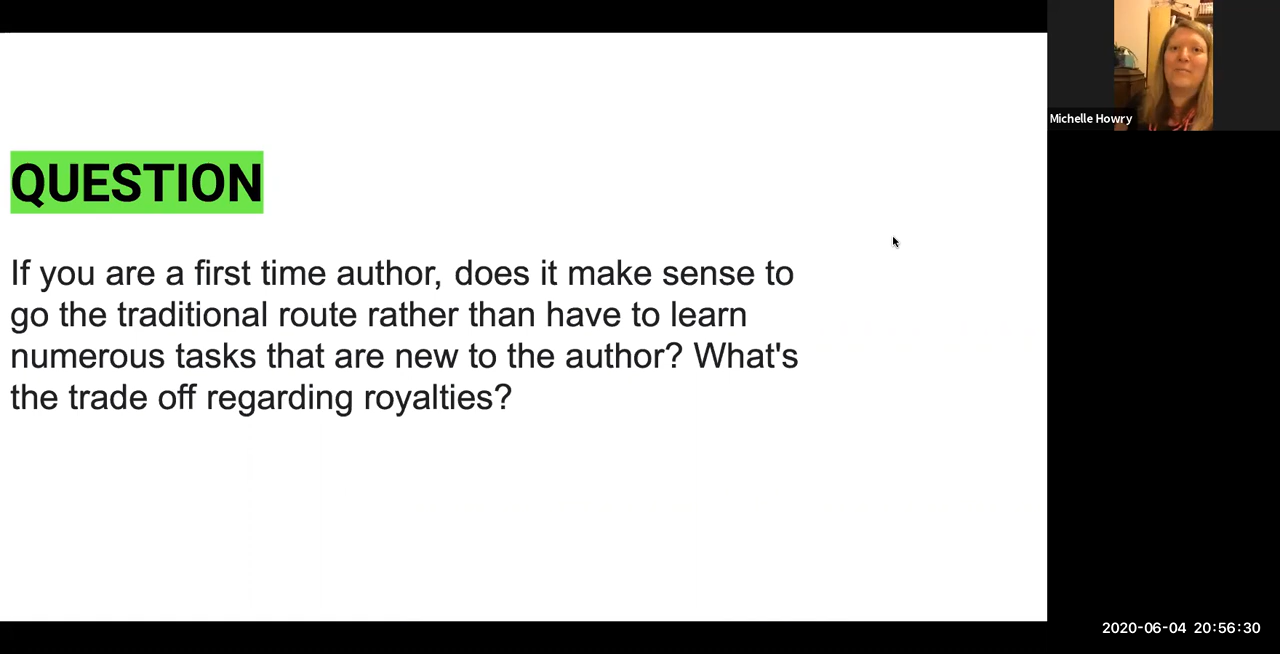 QUESTION
If you are a first time author, does it make sense to
go the traditional route rather than have to learn
numerous tasks that are new to the author? What's
the trade off regarding royalties?
Michelle Howry
2020-06-04 20:56:30